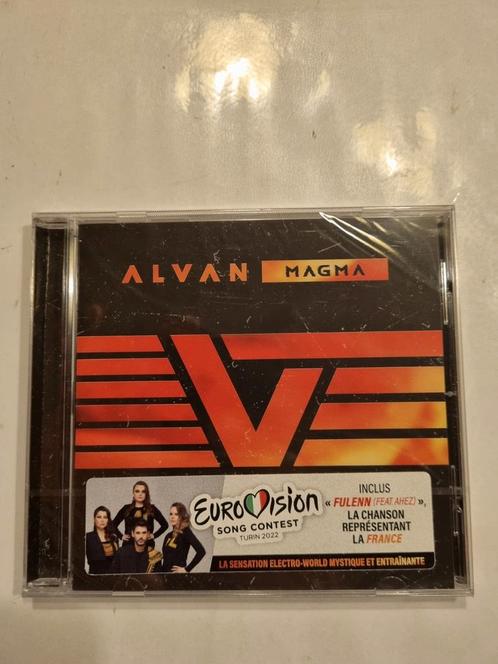 ALVAN MAGMA
EUROVISION
SONG CONTEST
TURIN 2022
INCLUS
« FULENN (FEAT. AHEZ) »,
LA CHANSON
REPRÉSENTANT
LA FRANCE
LA SENSATION ELECTRO-WORLD MYSTIQUE ET ENTRAÎNANTE